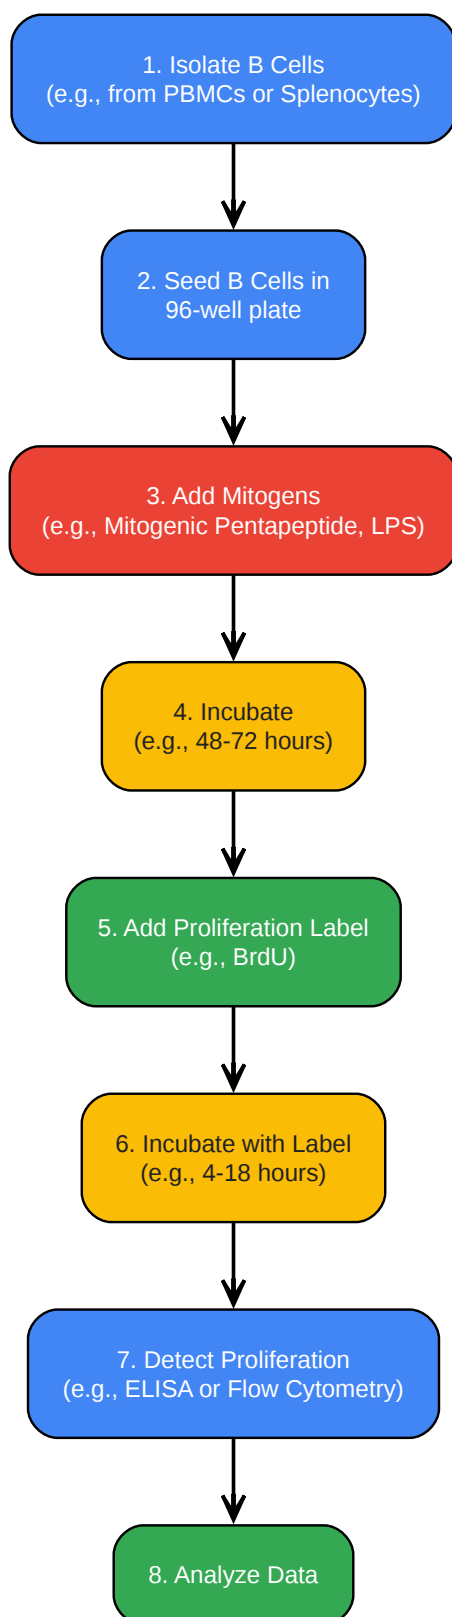 1. Isolate B Cells
(e.g., from PBMCs or Splenocytes)
2. Seed B Cells in
96-well plate
3. Add Mitogens
(e.g., Mitogenic Pentapeptide, LPS)
4. Incubate
(e.g., 48-72 hours)
5. Add Proliferation Label
(e.g., BrdU)
6. Incubate with Label
(e.g., 4-18 hours)
7. Detect Proliferation
(e.g., ELISA or Flow Cytometry)
8. Analyze Data